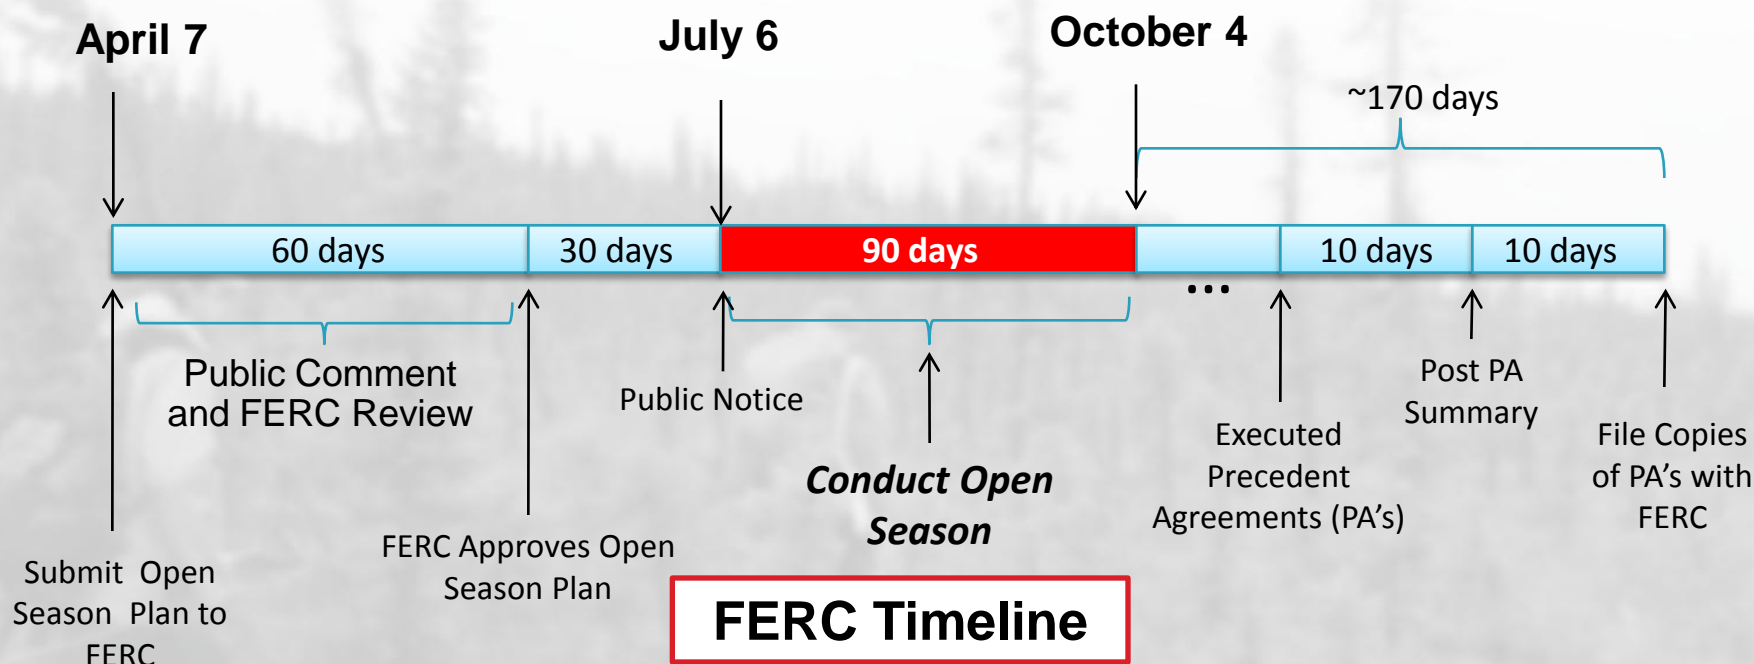 April 7
July 6
October 4
~170 days
60 days
30 days
90 days
10 days
10 days
...
Public Comment
and FERC Review
Public Notice
Post PA
Summary
Executed
Precedent
Agreements (PA's)
File Copies
of PA's with
FERC
Conduct Open
Season
FERC Approves Open
Season Plan
Submit Open
Season Plan to
FERC
FERC Timeline